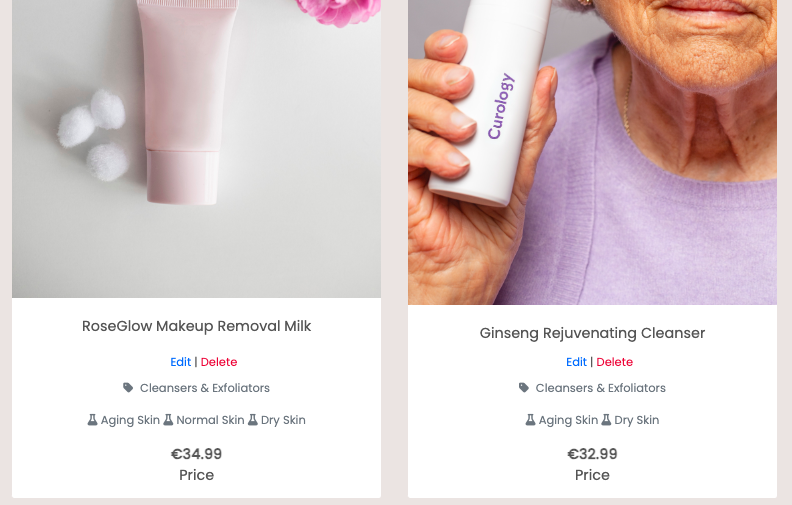 Curology
RoseGlow Makeup Removal Milk
Edit | Delete
Cleansers & Exfoliators
Aging Skin Normal Skin Dry Skin
€34.99
Price
Ginseng Rejuvenating Cleanser
Edit | Delete
Cleansers & Exfoliators
Aging Skin Dry Skin
€32.99
Price